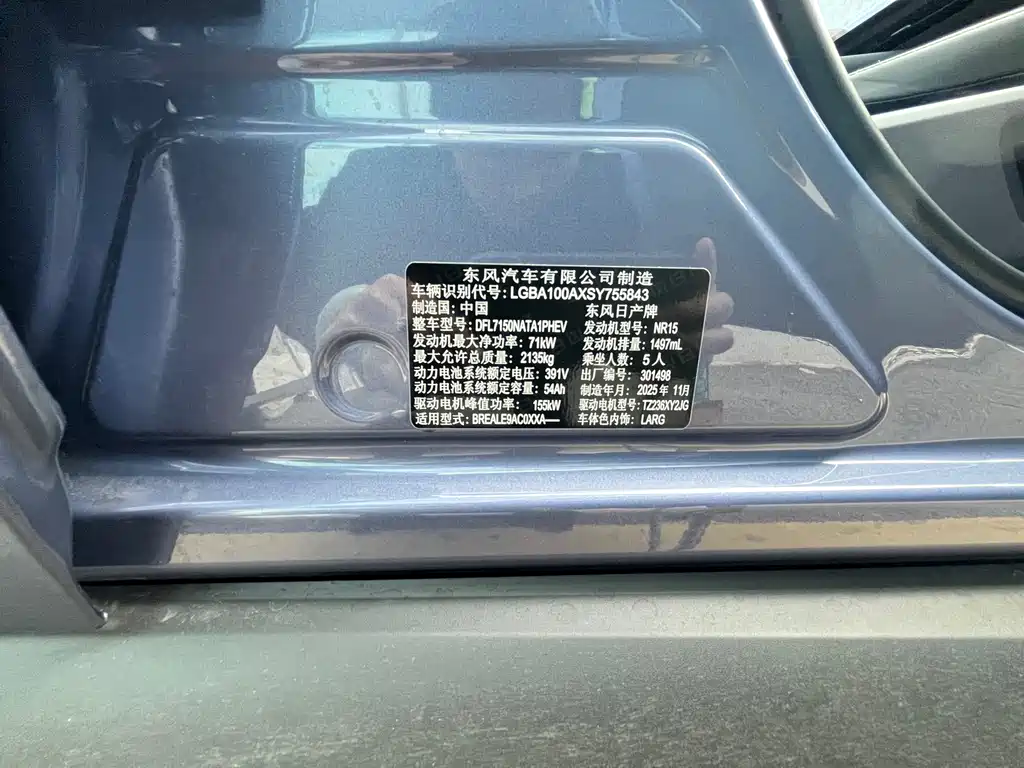 东风汽车有限公司制造
车辆识别代号: LGBA100AXSY755843
制造国: 中国 东风日产牌
整车型号: DFL7150NATA1PHEV 发动机型号: NR15
发动机最大净功率: 71kW 发动机排量: 1497mL
最大允许总质量: 2135kg 乘坐人数: 5人
动力电池系统额定电压: 391V 出厂编号: 301498
动力电池系统额定容量: 54Ah 制造年月: 2025年11月
驱动电机峰值功率: 155kW 驱动电机型号: TZ236XY2JG
适用型式: BREALE9AC0XXA— 车体色内饰: LARG